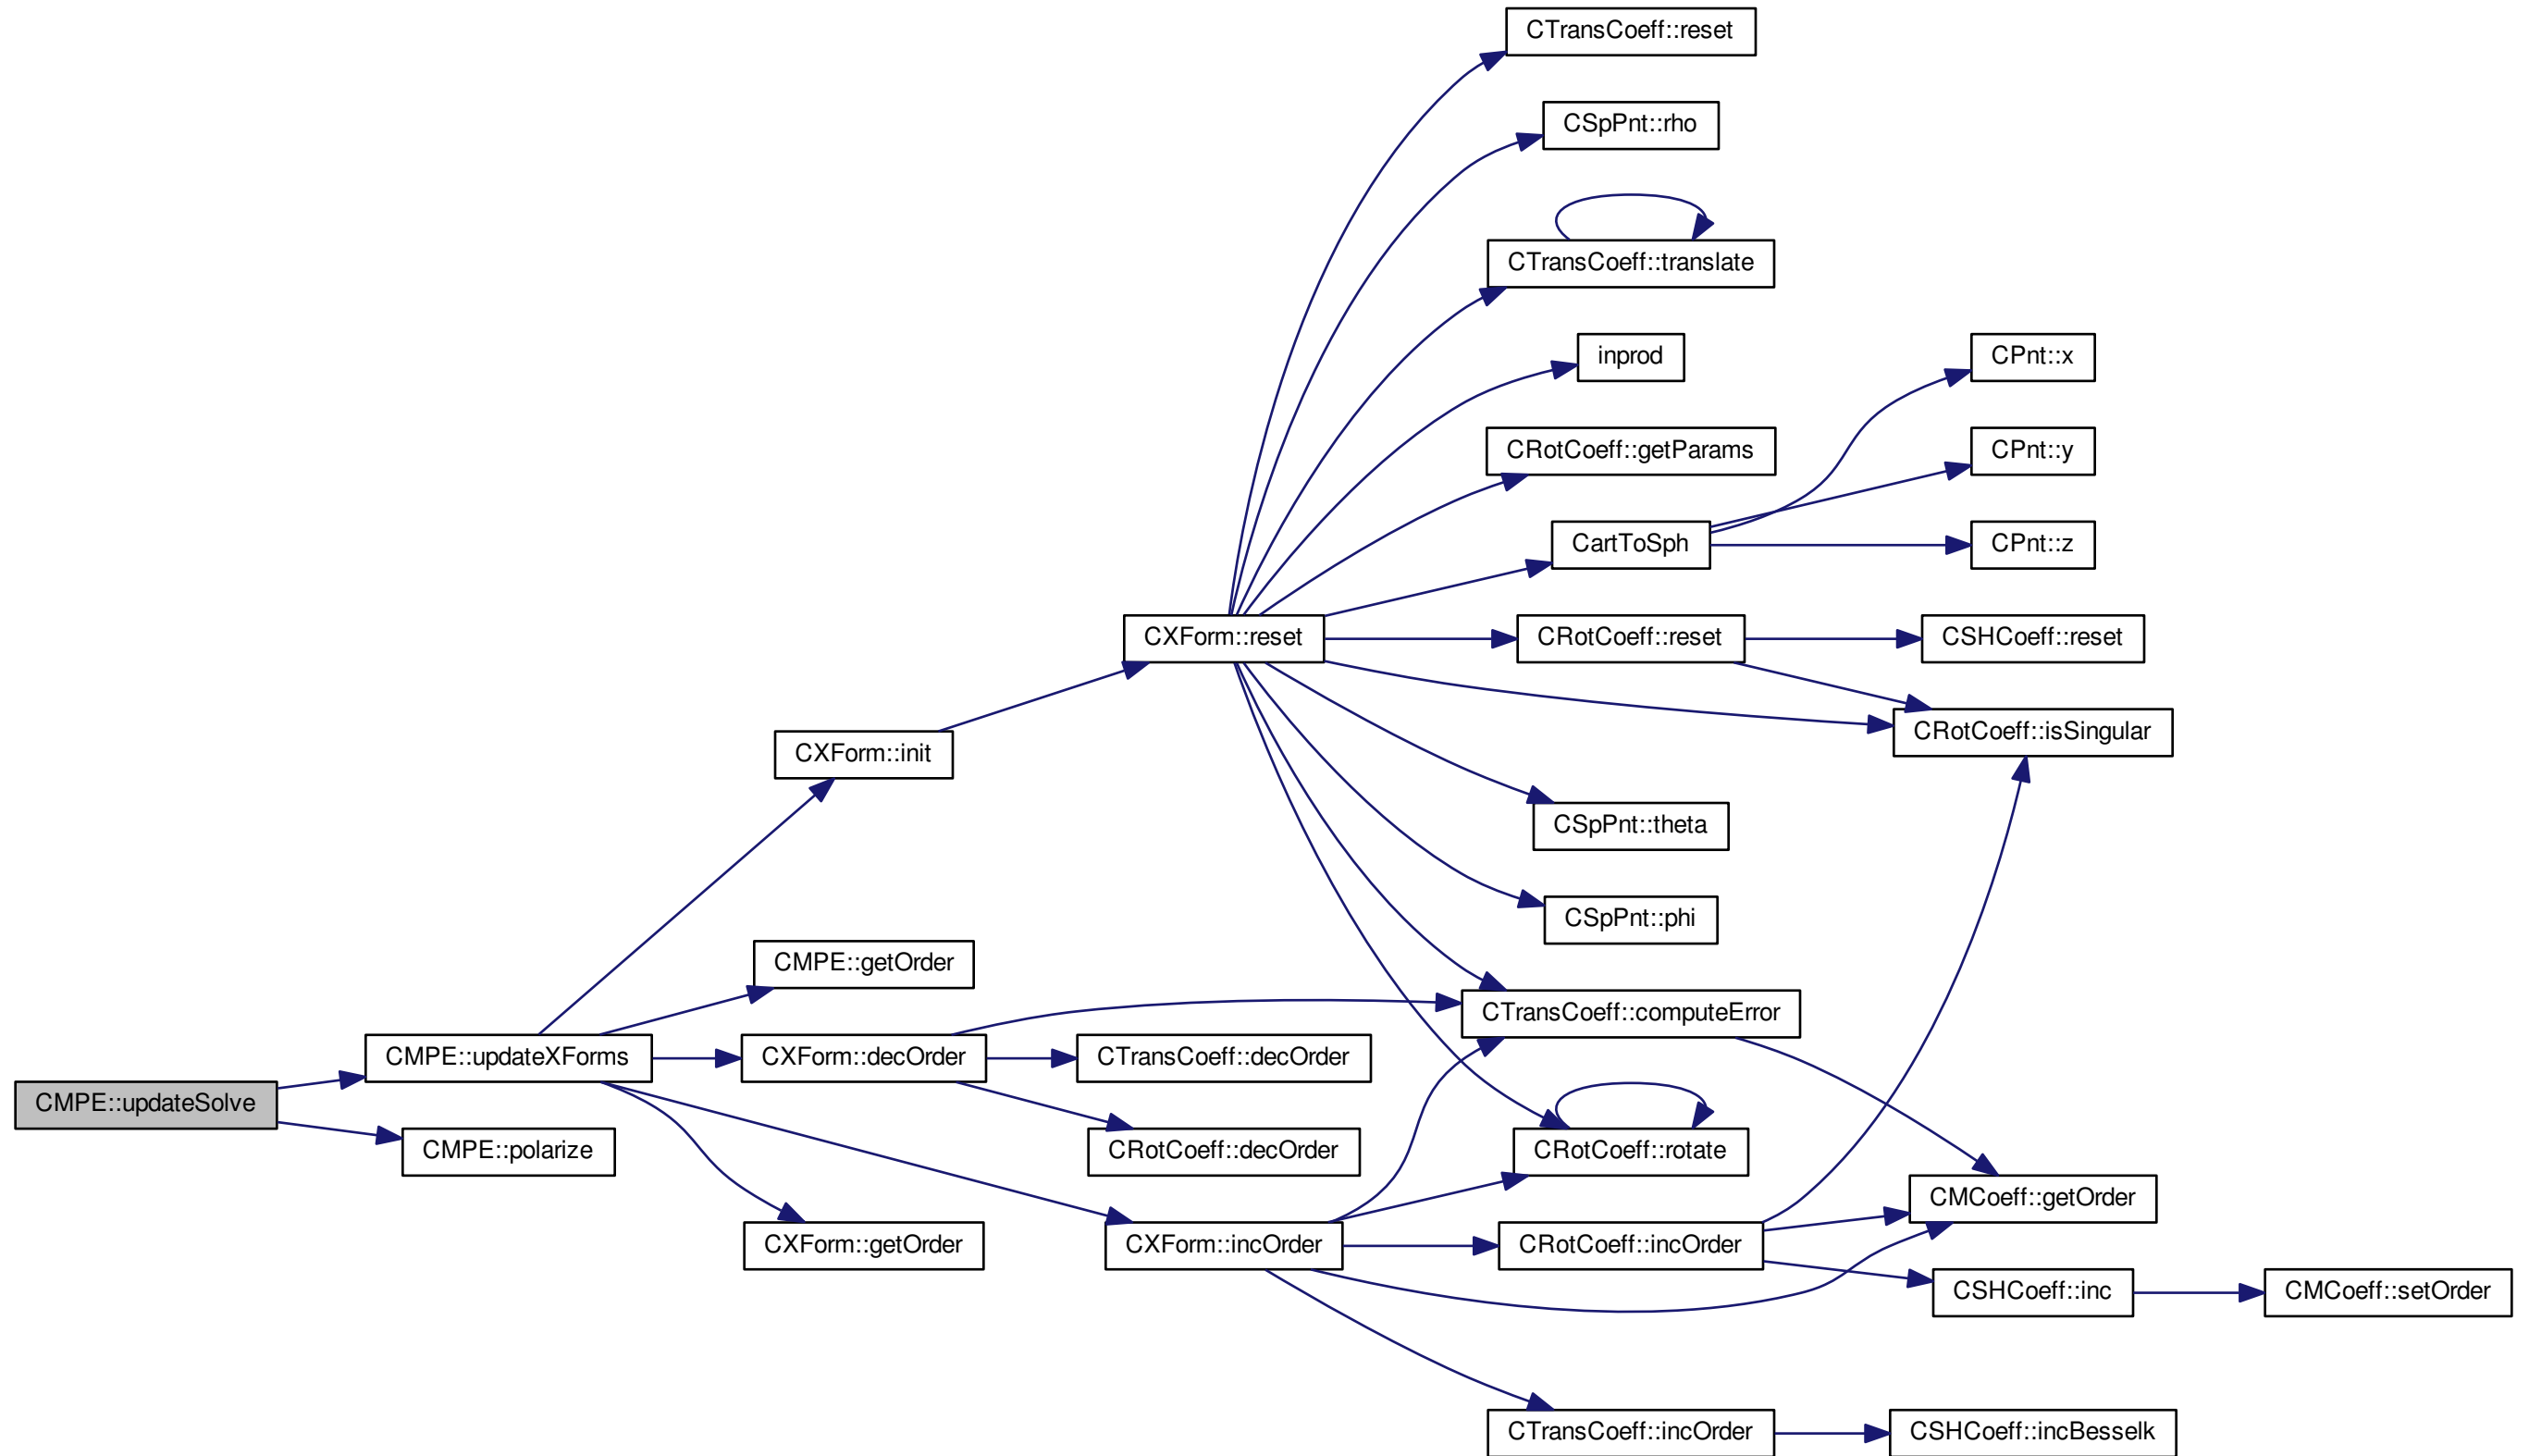 CTransCoeff::reset
CSpPnt::rho
CTransCoeff::translate
inprod
CPnt::x
CRotCoeff::getParams
CPnt::y
CartToSph
CPnt::z
CXForm::reset
CRotCoeff::reset
CSHCoeff::reset
CRotCoeff::isSingular
CXForm::init
CSpPnt::theta
CSpPnt::phi
CMPE::getOrder
CTransCoeff::computeError
CMPE::updateXForms
CXForm::decOrder
CTransCoeff::decOrder
CMPE::updateSolve
CMPE::polarize
CRotCoeff::decOrder
CRotCoeff::rotate
CMCoeff::getOrder
CXForm::getOrder
CXForm::incOrder
CRotCoeff::incOrder
CSHCoeff::inc
CMCoeff::setOrder
CTransCoeff::incOrder
CSHCoeff::incBesselk